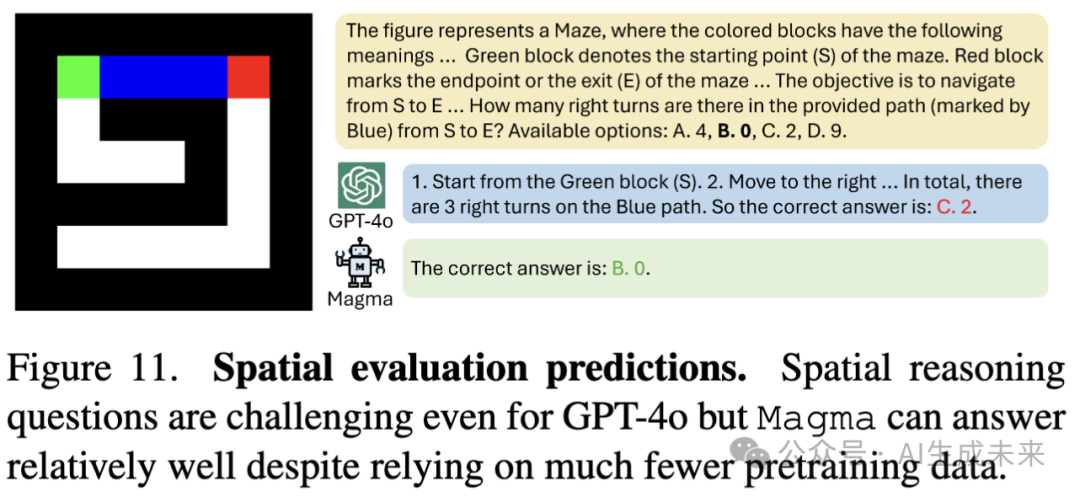 The figure represents a Maze, where the colored blocks have the following
meanings ... Green block denotes the starting point (S) of the maze. Red block
marks the endpoint or the exit (E) of the maze ... The objective is to navigate
from S to E ... How many right turns are there in the provided path (marked by
Blue) from S to E? Available options: A. 4, B. 0, C. 2, D. 9.
1. Start from the Green block (S). 2. Move to the right ... In total, there
are 3 right turns on the Blue path. So the correct answer is: C. 2.
GPT-4o
M
The correct answer is: B. 0.
Magma
Figure 11. Spatial evaluation predictions. Spatial reasoning
questions are challenging even for GPT-4o but Magma can answer
relatively well despite relying on much fewer pretraining data.
公众号 · AI生成未来